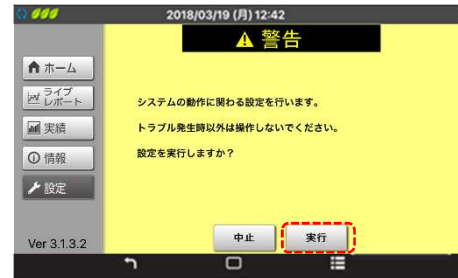 2018/03/19 (月) 12:42
警告
ホーム
ライブ
レポート
実績
情報
設定
システムの動作に関わる設定を行います。
トラブル発生時以外は操作しないでください。
設定を実行しますか？
中止
実行
Ver 3.1.3.2